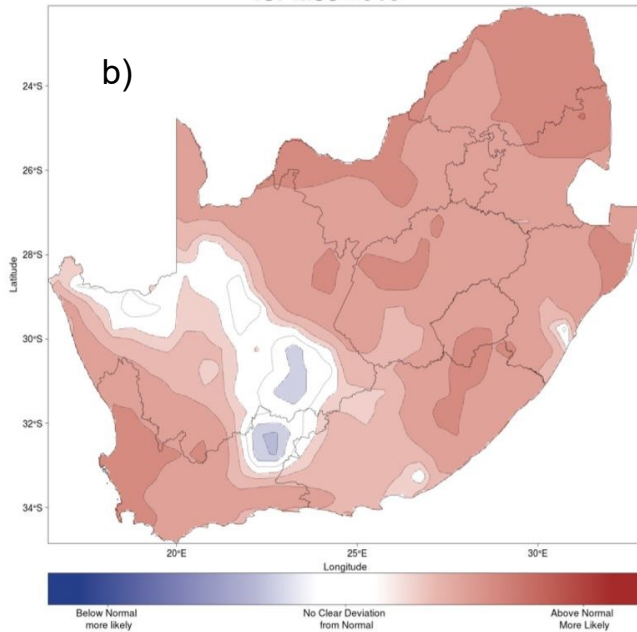 b)
24°S
26°S
28°S
Latitude
30°S
32°S
34°S
20°E
25°E
30°E
Longitude
Below Normal
more likely
No Clear Deviation
from Normal
Above Normal
More Likely